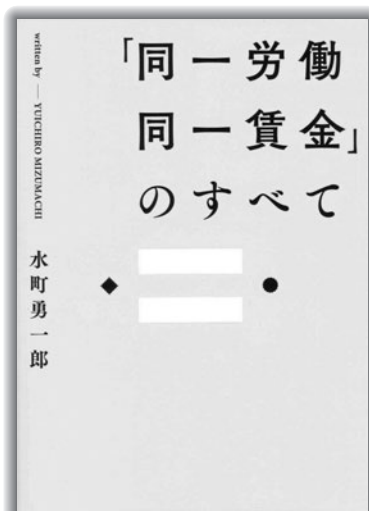 「同一労働
同一賃金」
のすべて
written by — YUICHIRO MIZUMACHI
水町勇一郎